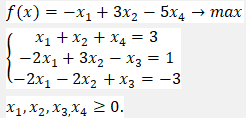 f(x) = −x₁ + 3x₂ − 5x₄ → max
x₁ + x₂ + x₄ = 3
−2x₁ + 3x₂ − x₃ = 1
−2x₁ − 2x₂ + x₃ = −3
x₁, x₂, x₃, x₄ ≥ 0.